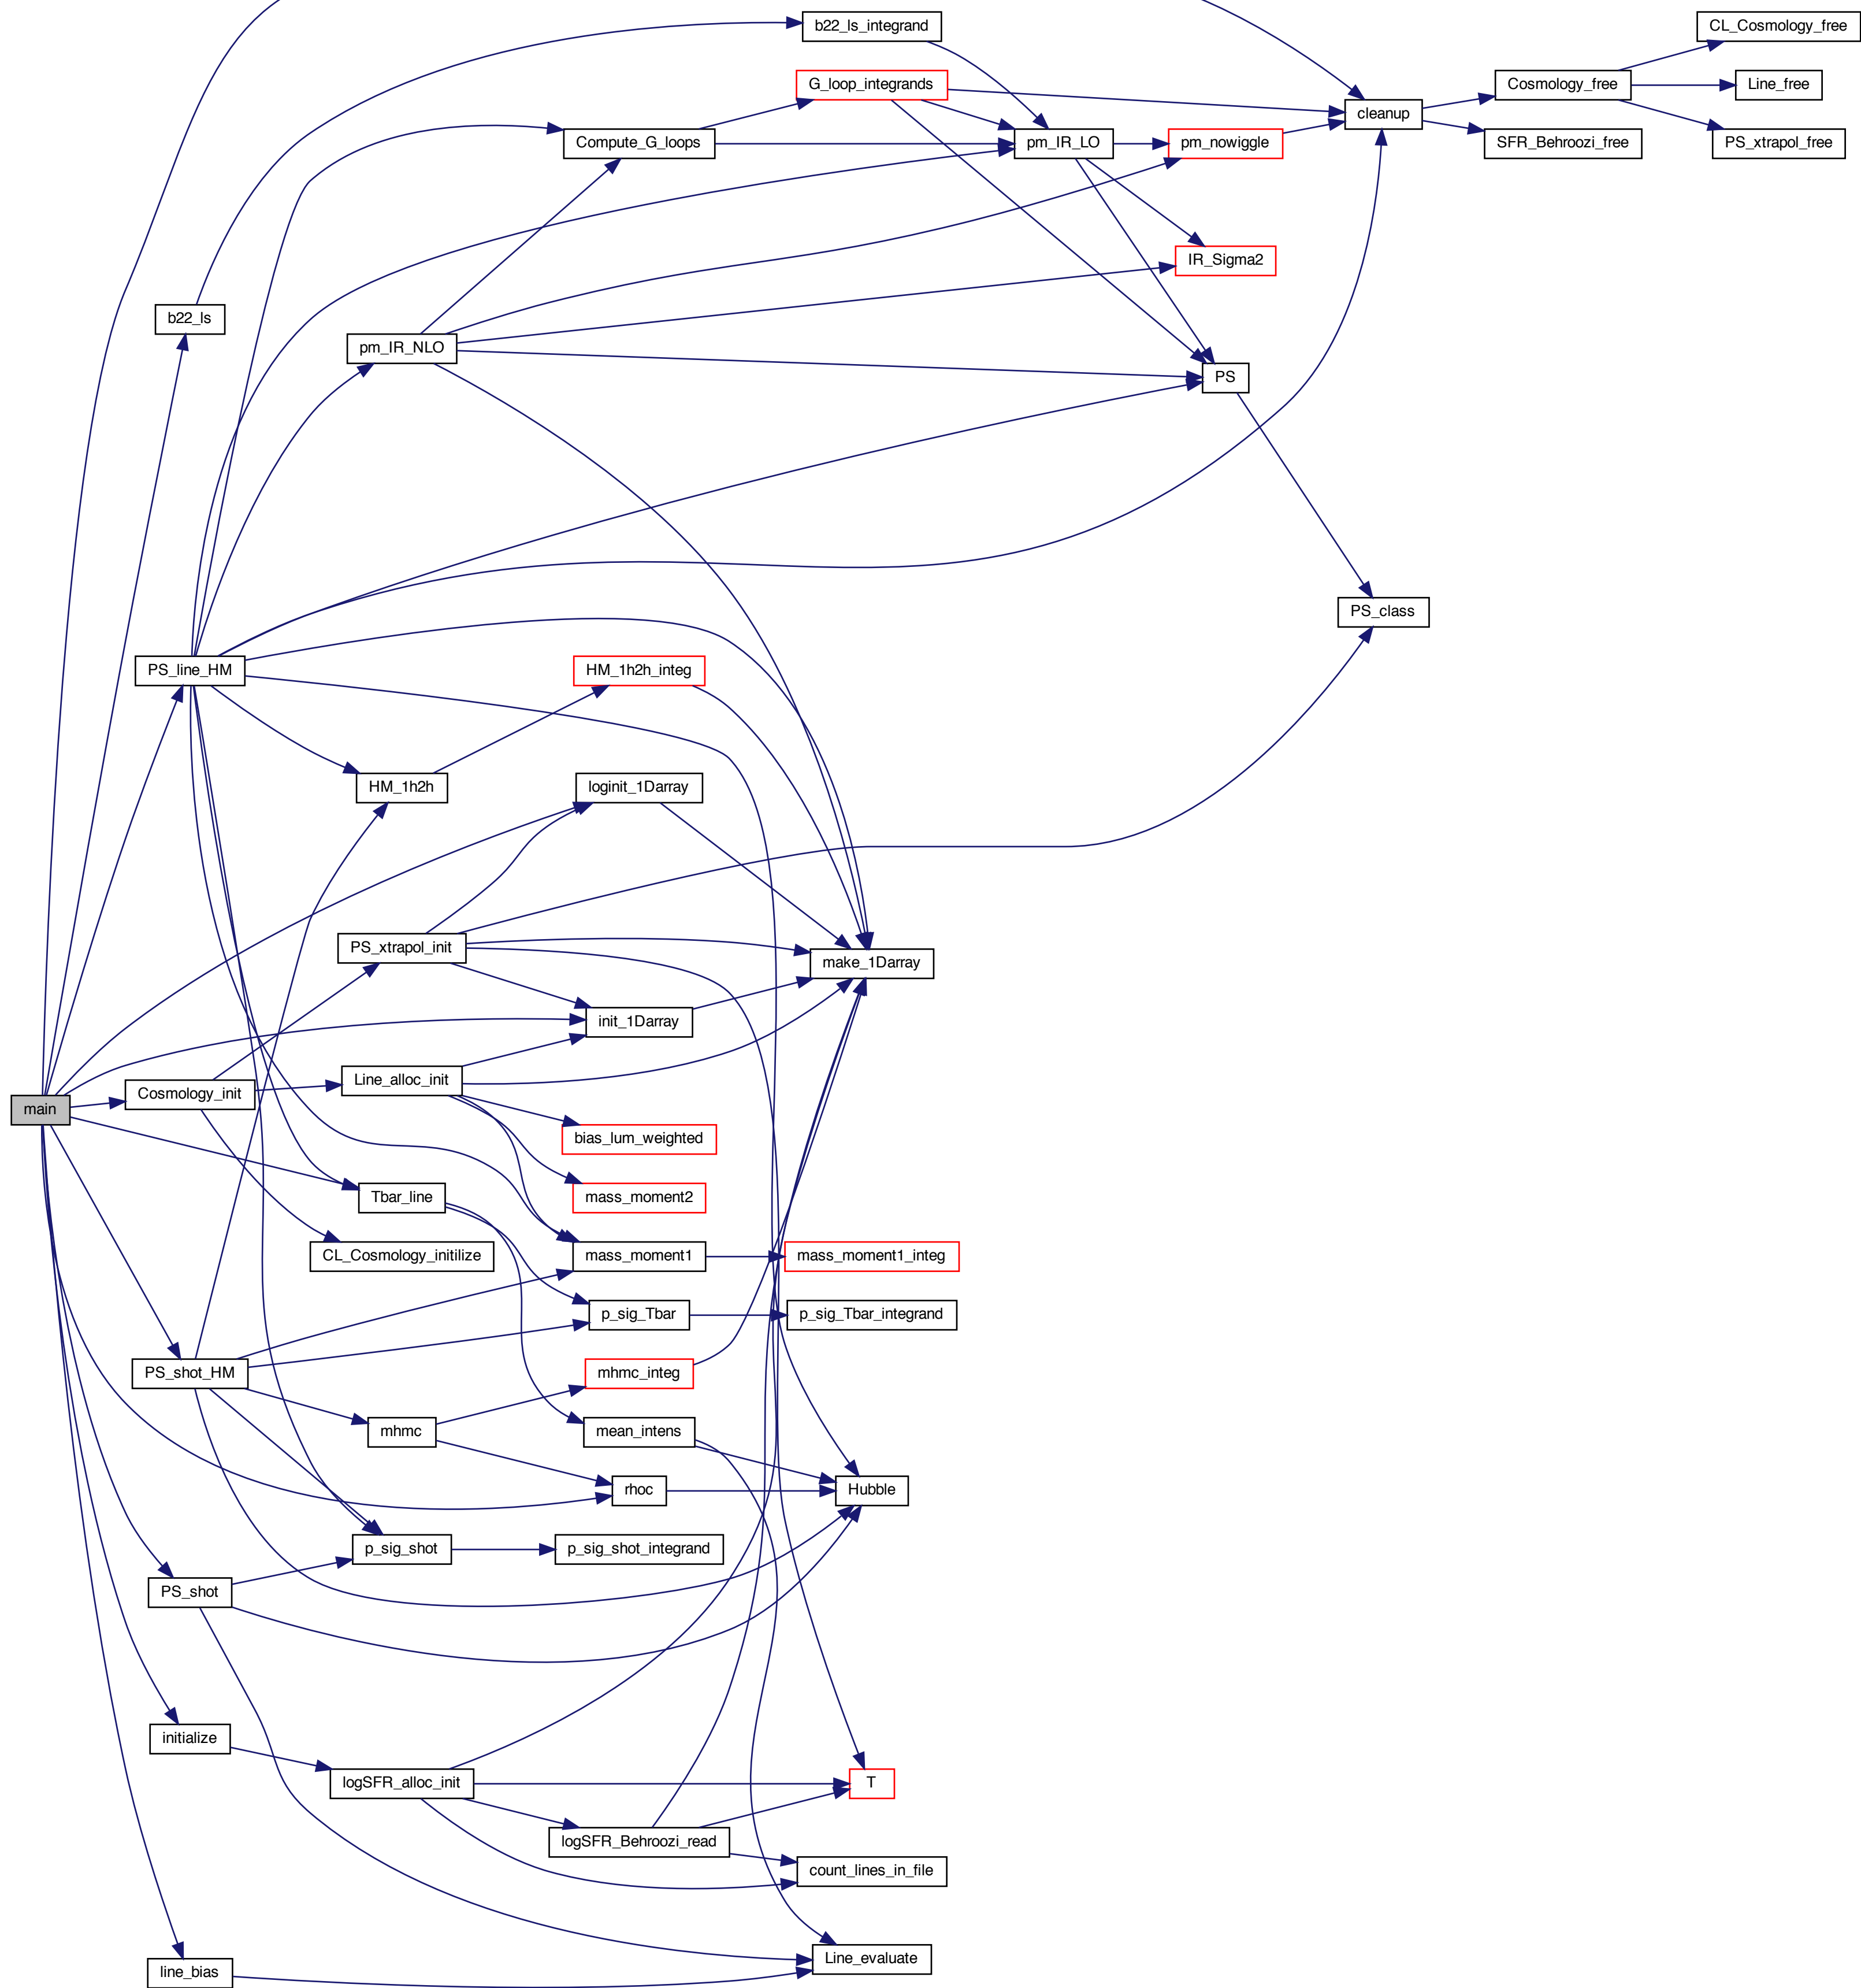 b22_ls_integrand
CL_Cosmology_free
G_loop_integrands
Cosmology_free
Line_free
cleanup
Compute_G_loops
pm_IR_LO
pm_nowiggle
SFR_Behroozi_free
PS_xtrapol_free
IR_Sigma2
b22_ls
pm_IR_NLO
PS
PS_class
PS_line_HM
HM_1h2h_integ
HM_1h2h
loginit_1Darray
PS_xtrapol_init
make_1Darray
init_1Darray
Line_alloc_init
Cosmology_init
main
bias_lum_weighted
Tbar_line
mass_moment2
CL_Cosmology_initilize
mass_moment1
mass_moment1_integ
p_sig_Tbar
p_sig_Tbar_integrand
PS_shot_HM
mhmc_integ
mhmc
mean_intens
rhoc
Hubble
p_sig_shot
p_sig_shot_integrand
PS_shot
initialize
logSFR_alloc_init
T
logSFR_Behroozi_read
count_lines_in_file
Line_evaluate
line_bias